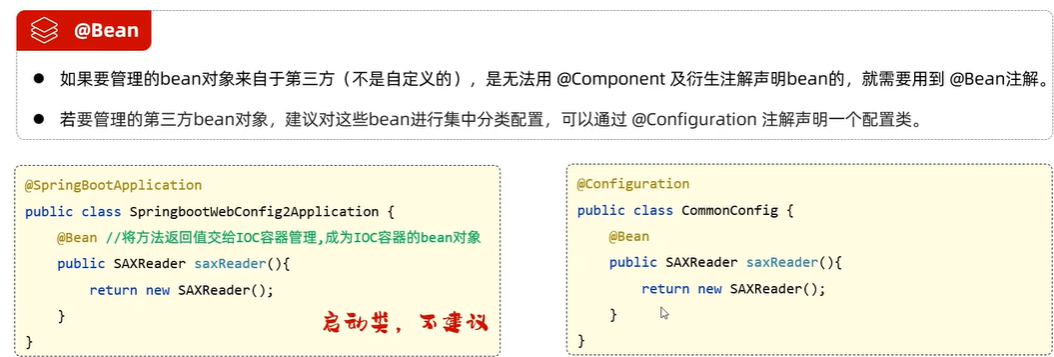 @Bean
● 如果要管理的bean对象来自于第三方（不是自定义的），是无法用 @Component 及衍生注解声明bean的，就需要用到 @Bean注解。
● 若要管理的第三方bean对象，建议对这些bean进行集中分类配置，可以通过 @Configuration 注解声明一个配置类。
@SpringBootApplication
public class SpringbootWebConfig2Application {
@Bean //将方法返回值交给IOC容器管理,成为IOC容器的bean对象
public SAXReader saxReader(){
return new SAXReader();
}
}
启动类，不建议
@Configuration
public class CommonConfig {
@Bean
public SAXReader saxReader(){
return new SAXReader();
}
}